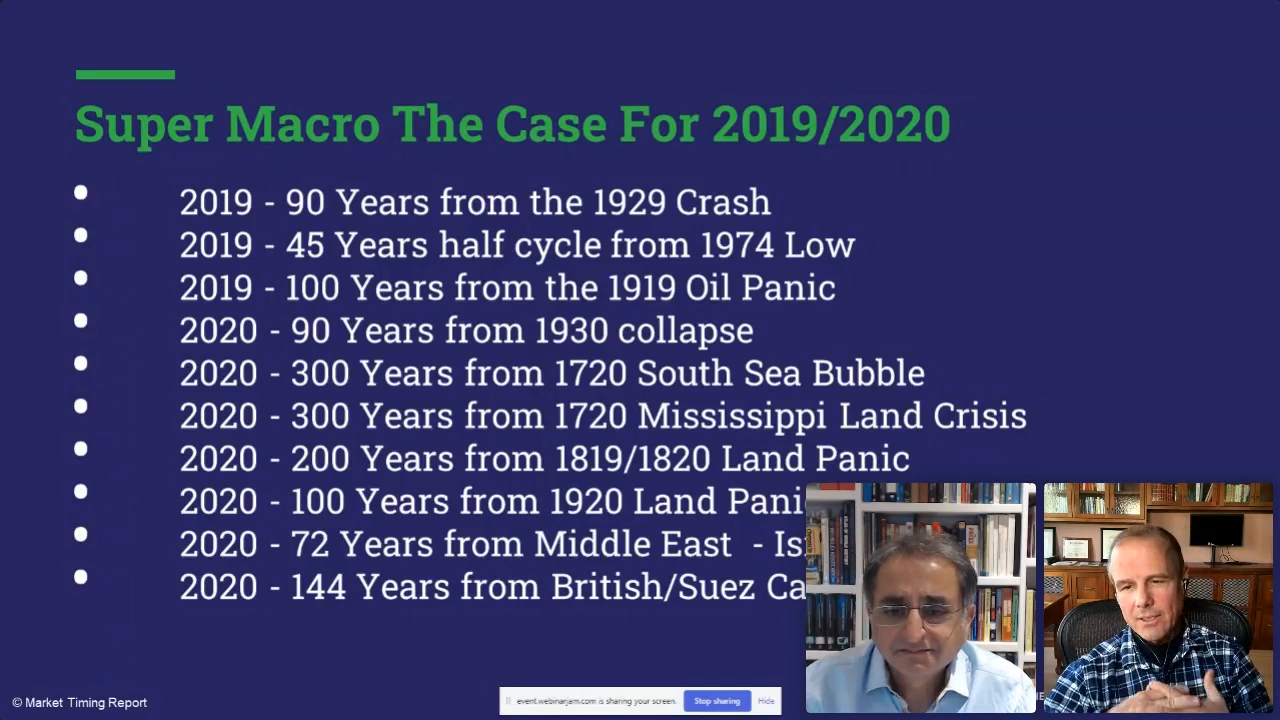 Super Macro The Case For 2019/2020
2019 - 90 Years from the 1929 Crash
2019 - 45 Years half cycle from 1974 Low
2019 - 100 Years from the 1919 Oil Panic
2020 - 90 Years from 1930 collapse
2020 - 300 Years from 1720 South Sea Bubble
2020 - 300 Years from 1720 Mississippi Land Crisis
2020 - 200 Years from 1819/1820 Land Panic
2020 - 100 Years from 1920 Land Pani
2020 - 72 Years from Middle East - Is
2020 - 144 Years from British/Suez Ca
© Market Timing Report
event.webinarjam.com is sharing your screen.
Stop sharing
Hide